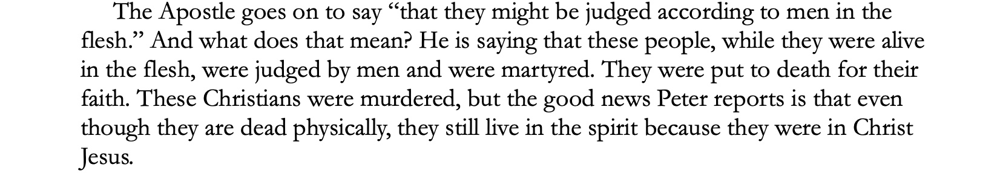 The Apostle goes on to say “that they might be judged according to men in the
flesh.” And what does that mean? He is saying that these people, while they were alive
in the flesh, were judged by men and were martyred. They were put to death for their
faith. These Christians were murdered, but the good news Peter reports is that even
though they are dead physically, they still live in the spirit because they were in Christ
Jesus.